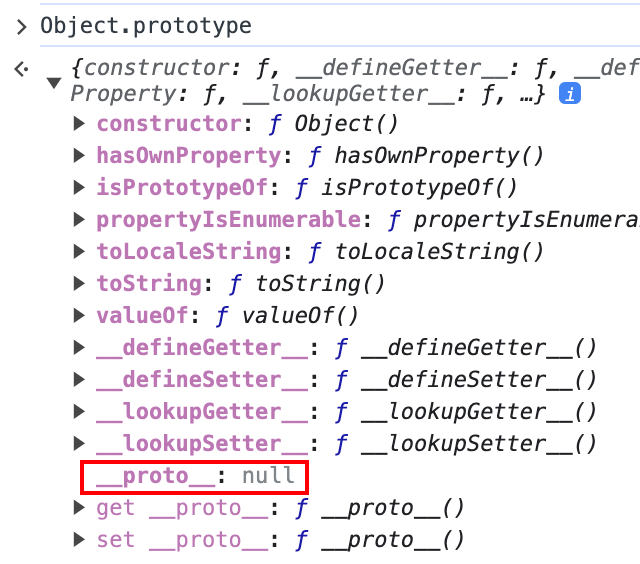 > Object.prototype
{constructor: ƒ, __defineGetter__: ƒ, __def
Property: ƒ, __lookupGetter__: ƒ, …} i
constructor: ƒ Object()
hasOwnProperty: ƒ hasOwnProperty()
isPrototypeOf: ƒ isPrototypeOf()
propertyIsEnumerable: ƒ propertyIsEnumera
toLocaleString: ƒ toLocaleString()
toString: ƒ toString()
valueOf: ƒ valueOf()
__defineGetter__: ƒ __defineGetter__()
__defineSetter__: ƒ __defineSetter__()
__lookupGetter__: ƒ __lookupGetter__()
__lookupSetter__: ƒ __lookupSetter__()
__proto__: null
get __proto__: ƒ __proto__()
set __proto__: ƒ __proto__()